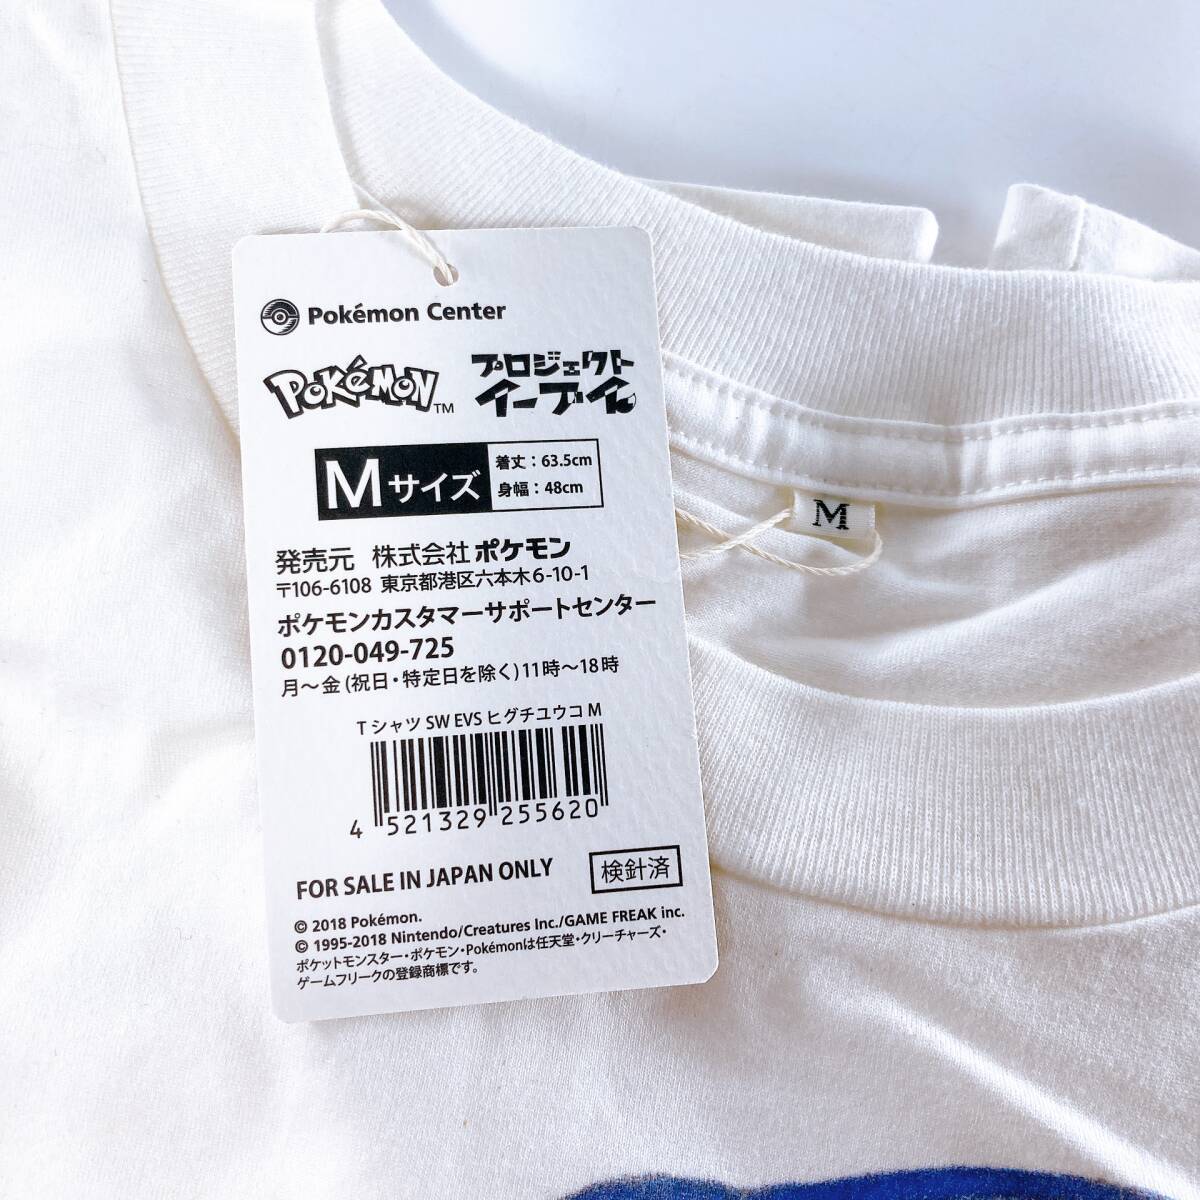 Pokémon Center
POKéMON™ プロジェクト
イーブイ
Mサイズ
着丈：63.5cm
身幅：48cm
発売元 株式会社ポケモン
〒106-6108 東京都港区六本木6-10-1
ポケモンカスタマーサポートセンター
0120-049-725
月～金(祝日・特定日を除く)11時～18時
Tシャツ SW EVS ヒグチユウコ M
4 521329 255620
FOR SALE IN JAPAN ONLY
検針済
© 2018 Pokémon.
© 1995-2018 Nintendo/Creatures Inc./GAME FREAK inc.
ポケットモンスター・ポケモン・Pokémonは任天堂・クリーチャーズ・
ゲームフリークの登録商標です。
M